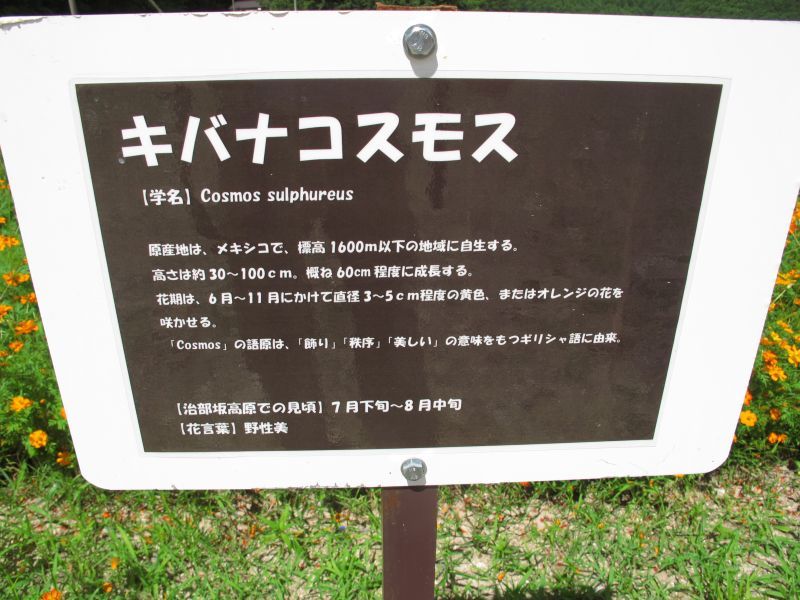 キバナコスモス
【学名】Cosmos sulphureus
原産地は、メキシコで、標高1600m以下の地域に自生する。
高さは約30～100ｃｍ。概ね60㎝程度に成長する。
花期は、6月～11月にかけて直径3～5ｃｍ程度の黄色、またはオレンジの花を
咲かせる。
「Cosmos」の語原は、「飾り」「秩序」「美しい」の意味をもつギリシャ語に由来。
【治部坂高原での見頃】7月下旬～8月中旬
【花言葉】野性美